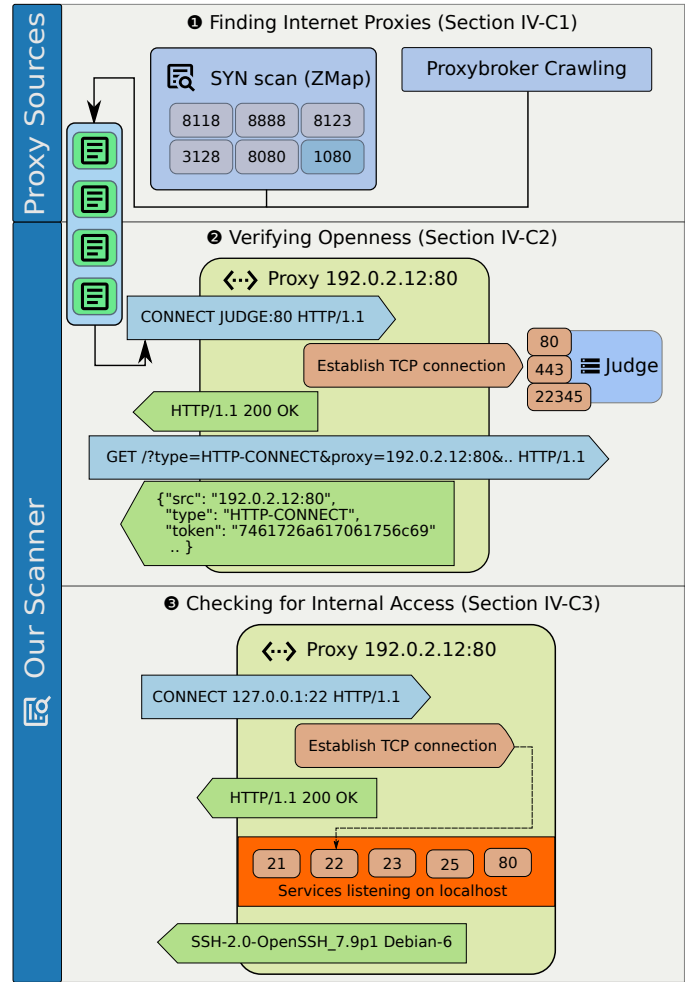 Proxy Sources
❶ Finding Internet Proxies (Section IV-C1)
SYN scan (ZMap)
8118 8888 8123
3128 8080 1080
Proxybroker Crawling
Our Scanner
❷ Verifying Openness (Section IV-C2)
Proxy 192.0.2.12:80
CONNECT JUDGE:80 HTTP/1.1
Establish TCP connection
80
443
22345
Judge
HTTP/1.1 200 OK
GET /?type=HTTP-CONNECT&proxy=192.0.2.12:80&.. HTTP/1.1
{"src": "192.0.2.12:80",
"type": "HTTP-CONNECT",
"token": "7461726a617061756c69"
.. }
❸ Checking for Internal Access (Section IV-C3)
Proxy 192.0.2.12:80
CONNECT 127.0.0.1:22 HTTP/1.1
Establish TCP connection
HTTP/1.1 200 OK
21 22 23 25 80
Services listening on localhost
SSH-2.0-OpenSSH_7.9p1 Debian-6